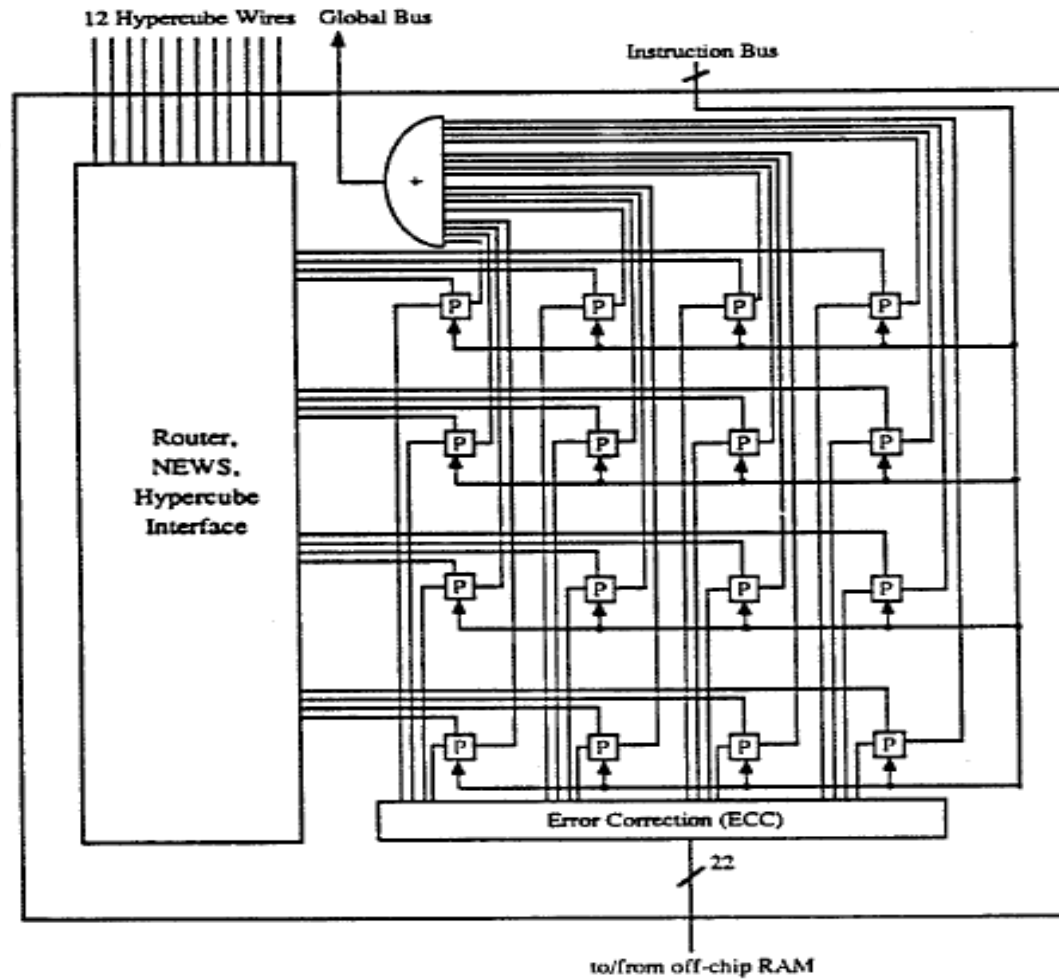 12 Hypercube Wires
Global Bus
Instruction Bus
+
P P P P
Router,
NEWS,
Hypercube
Interface
P P P P
P P P P
P P P P
Error Correction (ECC)
22
to/from off-chip RAM